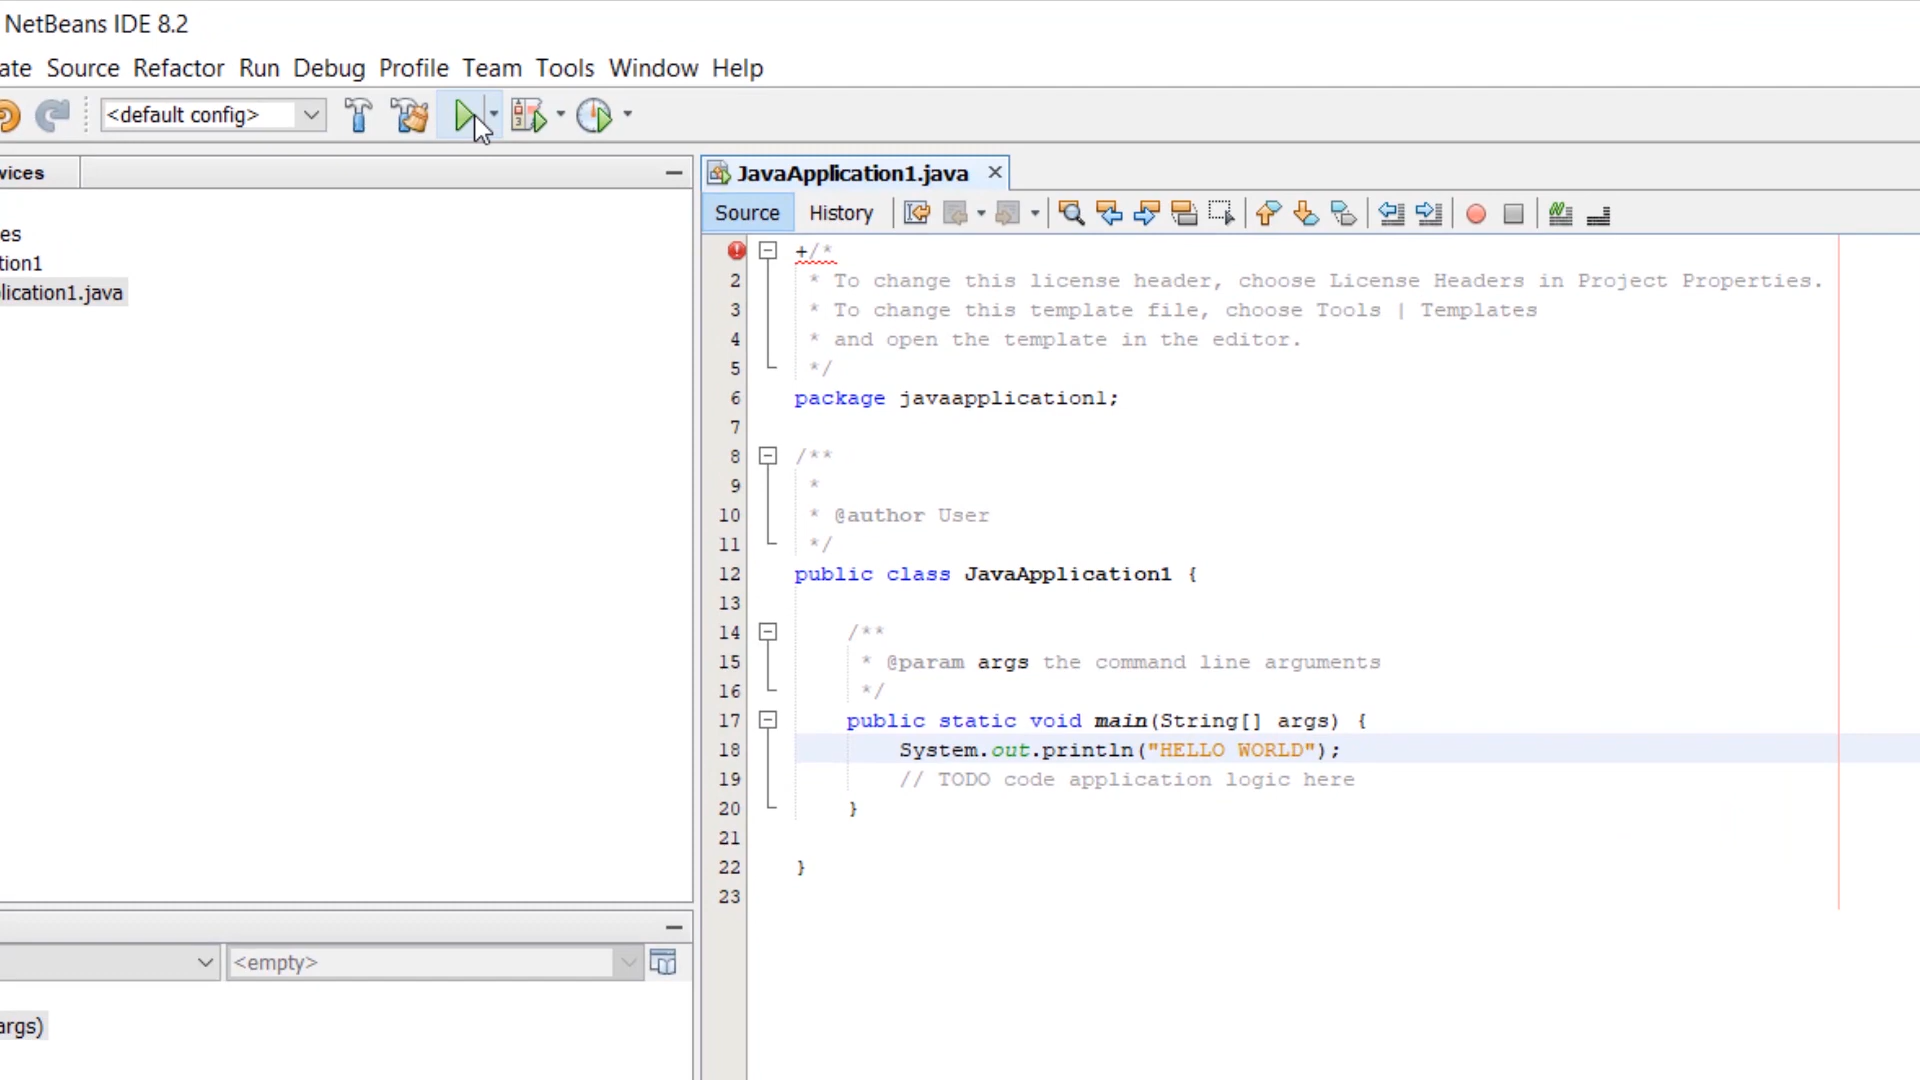 NetBeans IDE 8.2
ate Source Refactor Run Debug Profile Team Tools Window Help
<default config>
vices
JavaApplication1.java
Source History
es
tion1
lication1.java
+/*
2 * To change this license header, choose License Headers in Project Properties.
3 * To change this template file, choose Tools | Templates
4 * and open the template in the editor.
5 */
6 package javaapplication1;
7
8 /**
9 *
10 * @author User
11 */
12 public class JavaApplication1 {
13
14 /**
15 * @param args the command line arguments
16 */
17 public static void main(String[] args) {
18 System.out.println("HELLO WORLD");
19 // TODO code application logic here
20 }
21
22 }
23
<empty>
args)